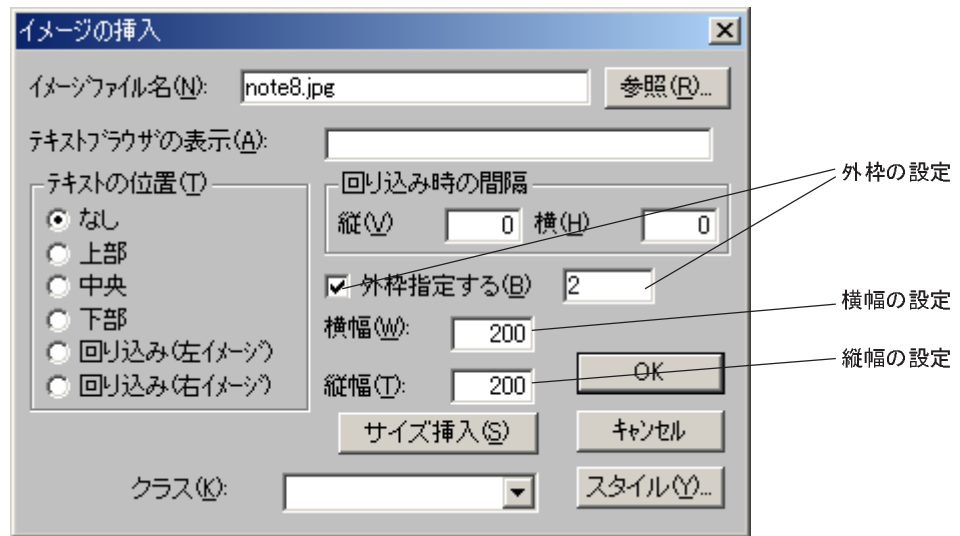 イメージの挿入
イメージファイル名(N): note8.jpg 参照(R)...
テキストブラウザの表示(A):
テキストの位置(T)
なし
上部
中央
下部
回り込み(左イメージ)
回り込み(右イメージ)
回り込み時の間隔
縦(V) 0 横(H) 0
外枠指定する(B) 2
横幅(W): 200
縦幅(T): 200
OK
サイズ挿入(S) キャンセル
クラス(K): スタイル(Y)...
外枠の設定
横幅の設定
縦幅の設定